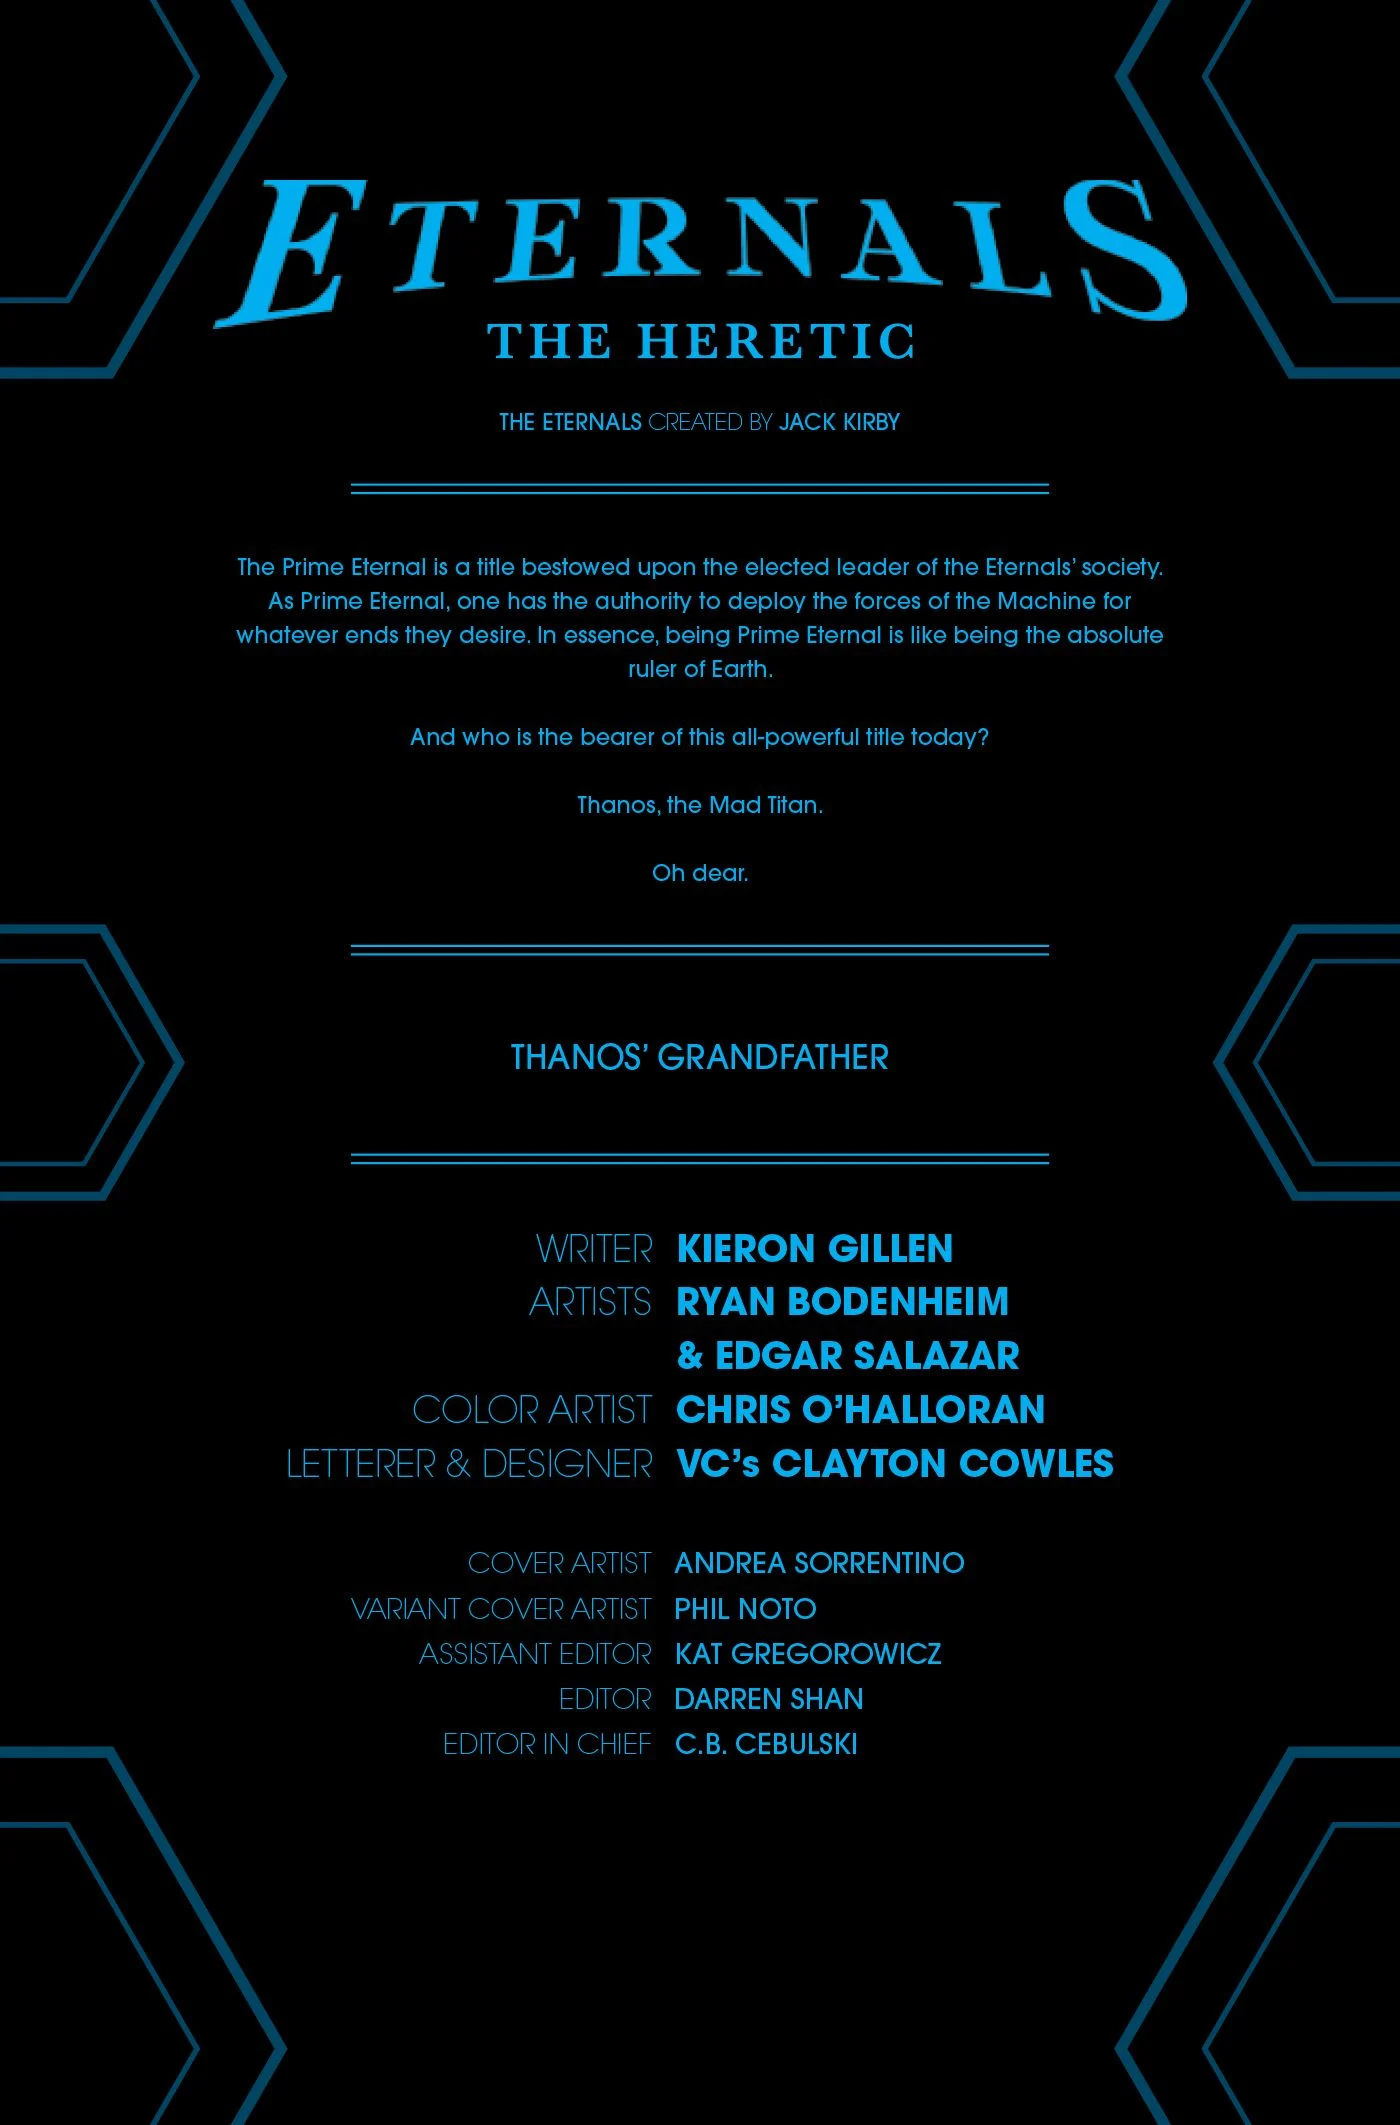 ETERNALS
THE HERETIC
THE ETERNALS CREATED BY JACK KIRBY
The Prime Eternal is a title bestowed upon the elected leader of the Eternals’ society.
As Prime Eternal, one has the authority to deploy the forces of the Machine for
whatever ends they desire. In essence, being Prime Eternal is like being the absolute
ruler of Earth.
And who is the bearer of this all-powerful title today?
Thanos, the Mad Titan.
Oh dear.
THANOS’ GRANDFATHER
WRITER KIERON GILLEN
ARTISTS RYAN BODENHEIM
& EDGAR SALAZAR
COLOR ARTIST CHRIS O’HALLORAN
LETTERER & DESIGNER VC’s CLAYTON COWLES
COVER ARTIST ANDREA SORRENTINO
VARIANT COVER ARTIST PHIL NOTO
ASSISTANT EDITOR KAT GREGOROWICZ
EDITOR DARREN SHAN
EDITOR IN CHIEF C.B. CEBULSKI